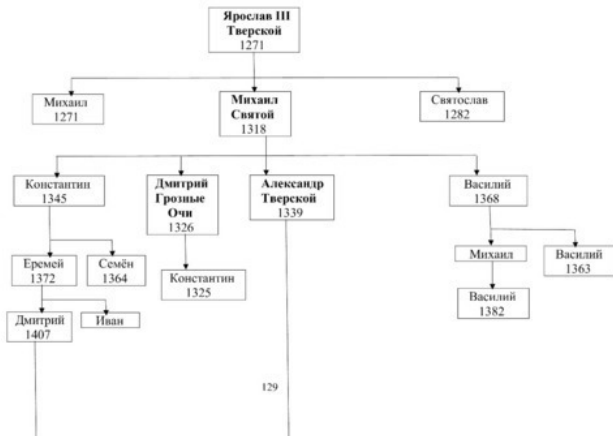 Ярослав III
Тверской
1271
Михаил
1271
Михаил
Святой
1318
Святослав
1282
Константин
1345
Дмитрий
Грозные
Очи
1326
Александр
Тверской
1339
Василий
1368
Еремей
1372
Семён
1364
Константин
1325
Михаил
Василий
1363
Дмитрий
1407
Иван
Василий
1382
129